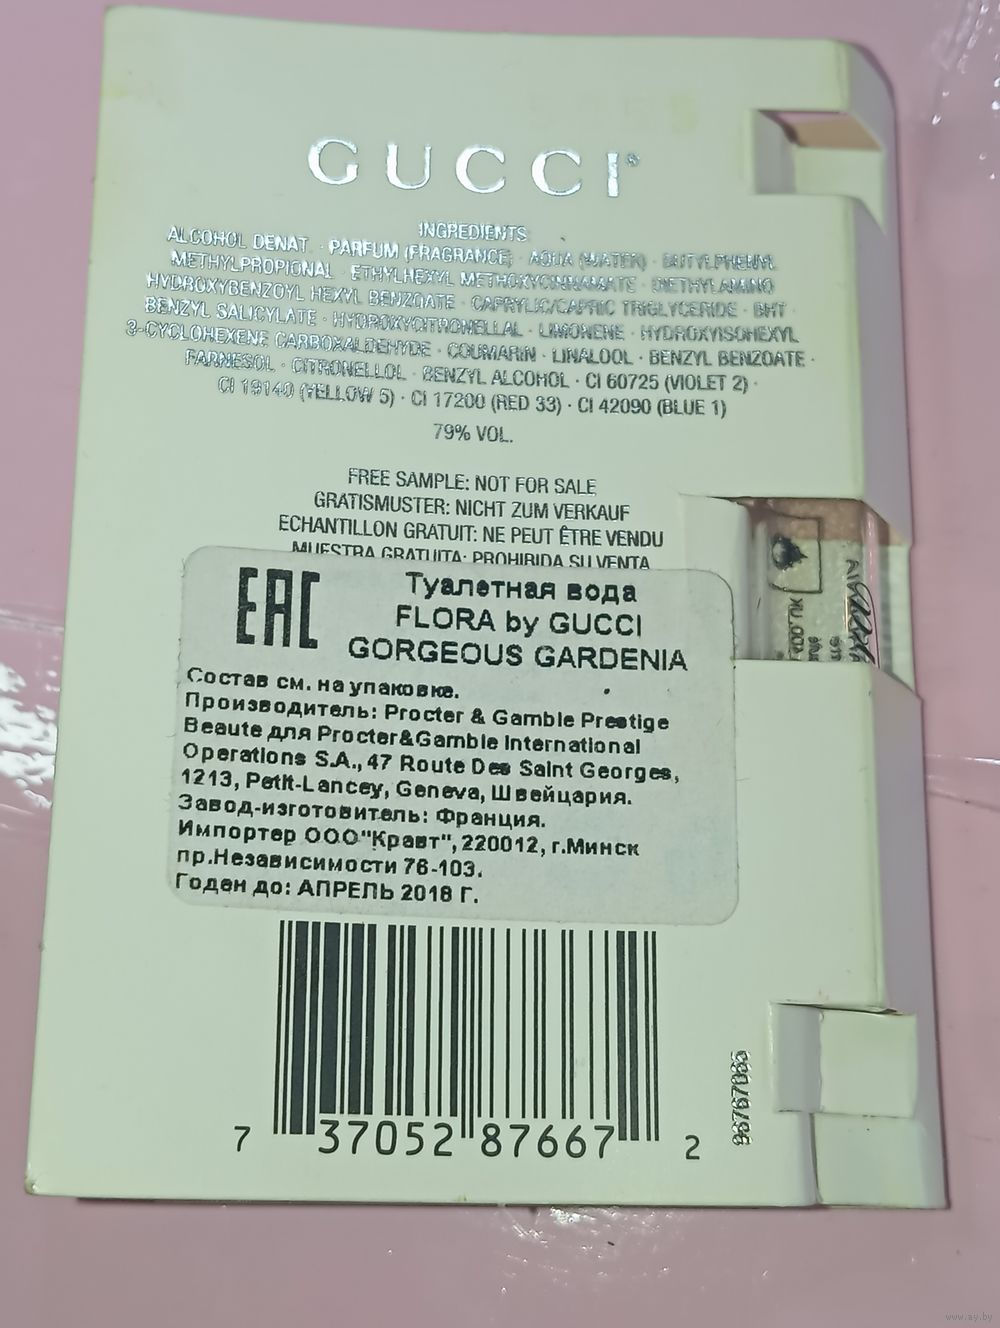 GUCCI®
INGREDIENTS
ALCOHOL DENAT. · PARFUM (FRAGRANCE) · AQUA (WATER) · BUTYLPHENYL
METHYLPROPIONAL · ETHYLHEXYL METHOXYCINNAMATE · DIETHYLAMINO
HYDROXYBENZOYL HEXYL BENZOATE · CAPRYLIC/CAPRIC TRIGLYCERIDE · BHT ·
BENZYL SALICYLATE · HYDROXYCITRONELLAL · LIMONENE · HYDROXYISOHEXYL
3-CYCLOHEXENE CARBOXALDEHYDE · COUMARIN · LINALOOL · BENZYL BENZOATE ·
FARNESOL · CITRONELLOL · BENZYL ALCOHOL · CI 60725 (VIOLET 2) ·
CI 19140 (YELLOW 5) · CI 17200 (RED 33) · CI 42090 (BLUE 1)
79% VOL.
FREE SAMPLE: NOT FOR SALE
GRATISMUSTER: NICHT ZUM VERKAUF
ECHANTILLON GRATUIT: NE PEUT ÊTRE VENDU
MUESTRA GRATUITA: PROHIBIDA SU VENTA
EAC
Туалетная вода
FLORA by GUCCI
GORGEOUS GARDENIA
Состав см. на упаковке.
Производитель: Procter & Gamble Prestige
Beaute для Procter&Gamble International
Operations S.A., 47 Route Des Saint Georges,
1213, Petit-Lancey, Geneva, Швейцария.
Завод-изготовитель: Франция.
Импортер ООО"Кравт", 220012, г.Минск
пр.Независимости 76-103.
Годен до: АПРЕЛЬ 2018 Г.
7 37052 87667 2
www.ay.by